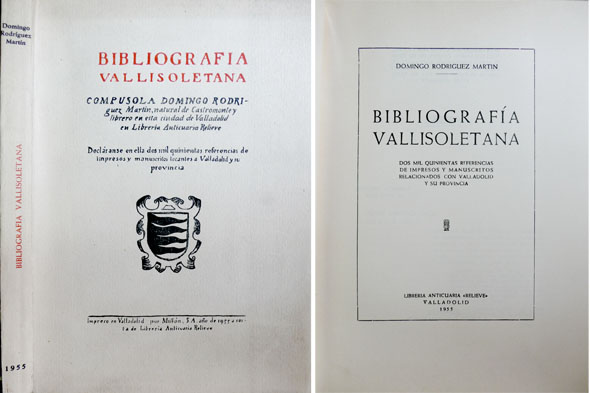 Domingo
Rodríguez
Martín
BIBLIOGRAFIA VALLISOLETANA
1955
BIBLIOGRAFIA
VALLISOLETANA
COMPUSOLA DOMINGO RODRI-
guez Martín, natural de Castromonte y
librero en esta ciudad de Valladolid
en Librería Anticuaria Relieve
Decláranse en ella dos mil quinientas referencias de
impresos y manuscritos tocantes a Valladolid y su
provincia
Impreso en Valladolid por Miñón, S.A. año de 1955 a cos-
ta de Librería Anticuaria Relieve
DOMINGO RODRIGUEZ MARTIN
BIBLIOGRAFÍA
VALLISOLETANA
DOS MIL QUINIENTAS REFERENCIAS
DE IMPRESOS Y MANUSCRITOS
RELACIONADOS CON VALLADOLID
Y SU PROVINCIA
LIBRERIA ANTICUARIA «RELIEVE»
VALLADOLID
1955